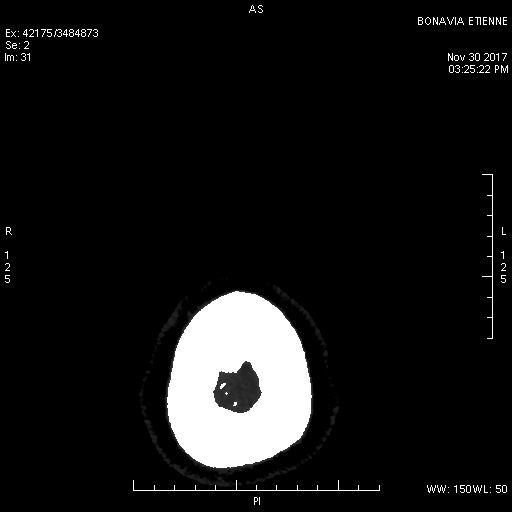 AS
BONAVIA ETIENNE
Ex: 42175/3484873
Se: 2
Im: 31
Nov 30 2017
03:25:22 PM
R
L
1
2
5
1
2
5
WW: 150WL: 50
PI